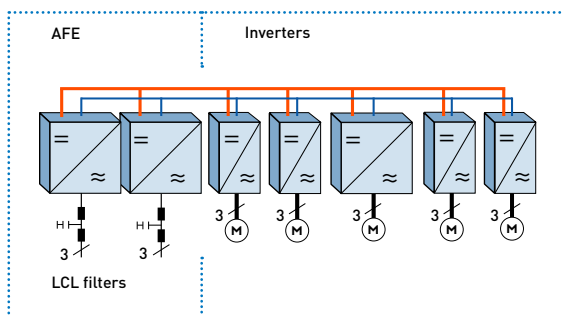 AFE Inverters
= = = = = = =
≈ ≈ ≈ ≈ ≈ ≈ ≈
3 3 3 3 3
M M M M M
3 3
LCL filters